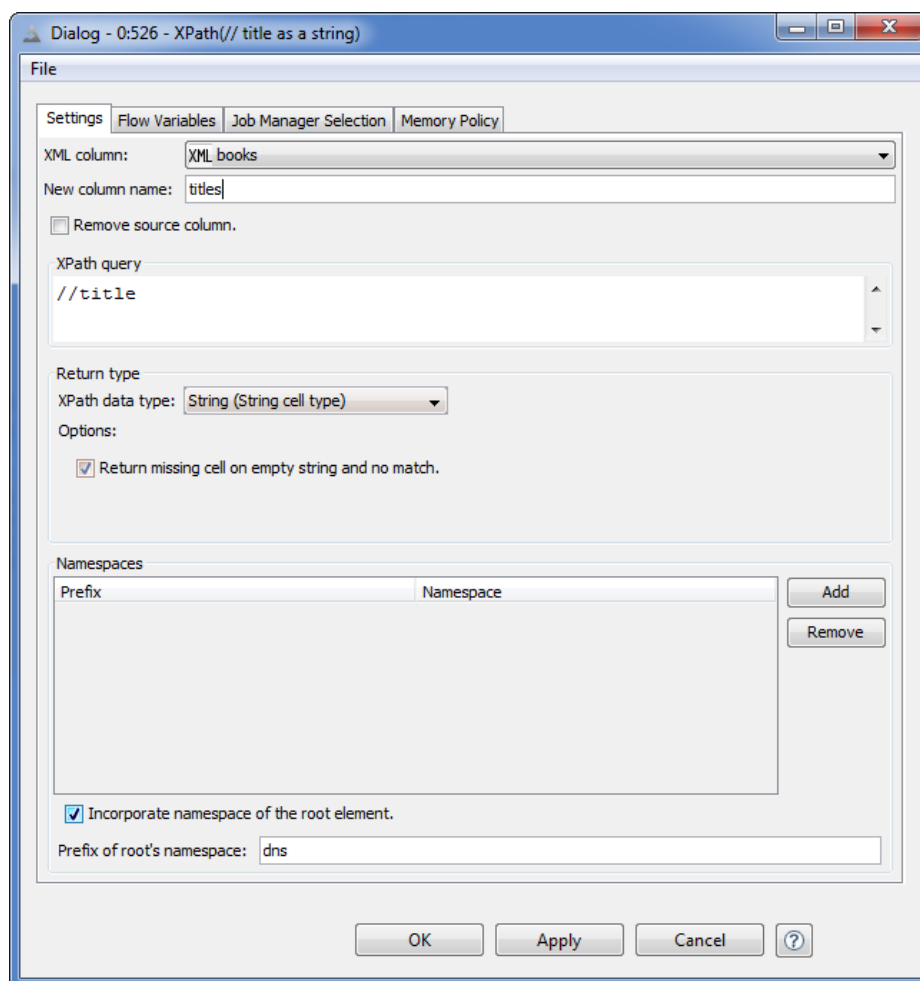 Dialog - 0:526 - XPath(// title as a string)
File
Settings Flow Variables Job Manager Selection Memory Policy
XML column: XML books
New column name: titles
Remove source column.
XPath query
//title
Return type
XPath data type: String (String cell type)
Options:
Return missing cell on empty string and no match.
Namespaces
Prefix Namespace
Add
Remove
Incorporate namespace of the root element.
Prefix of root's namespace: dns
OK Apply Cancel ?